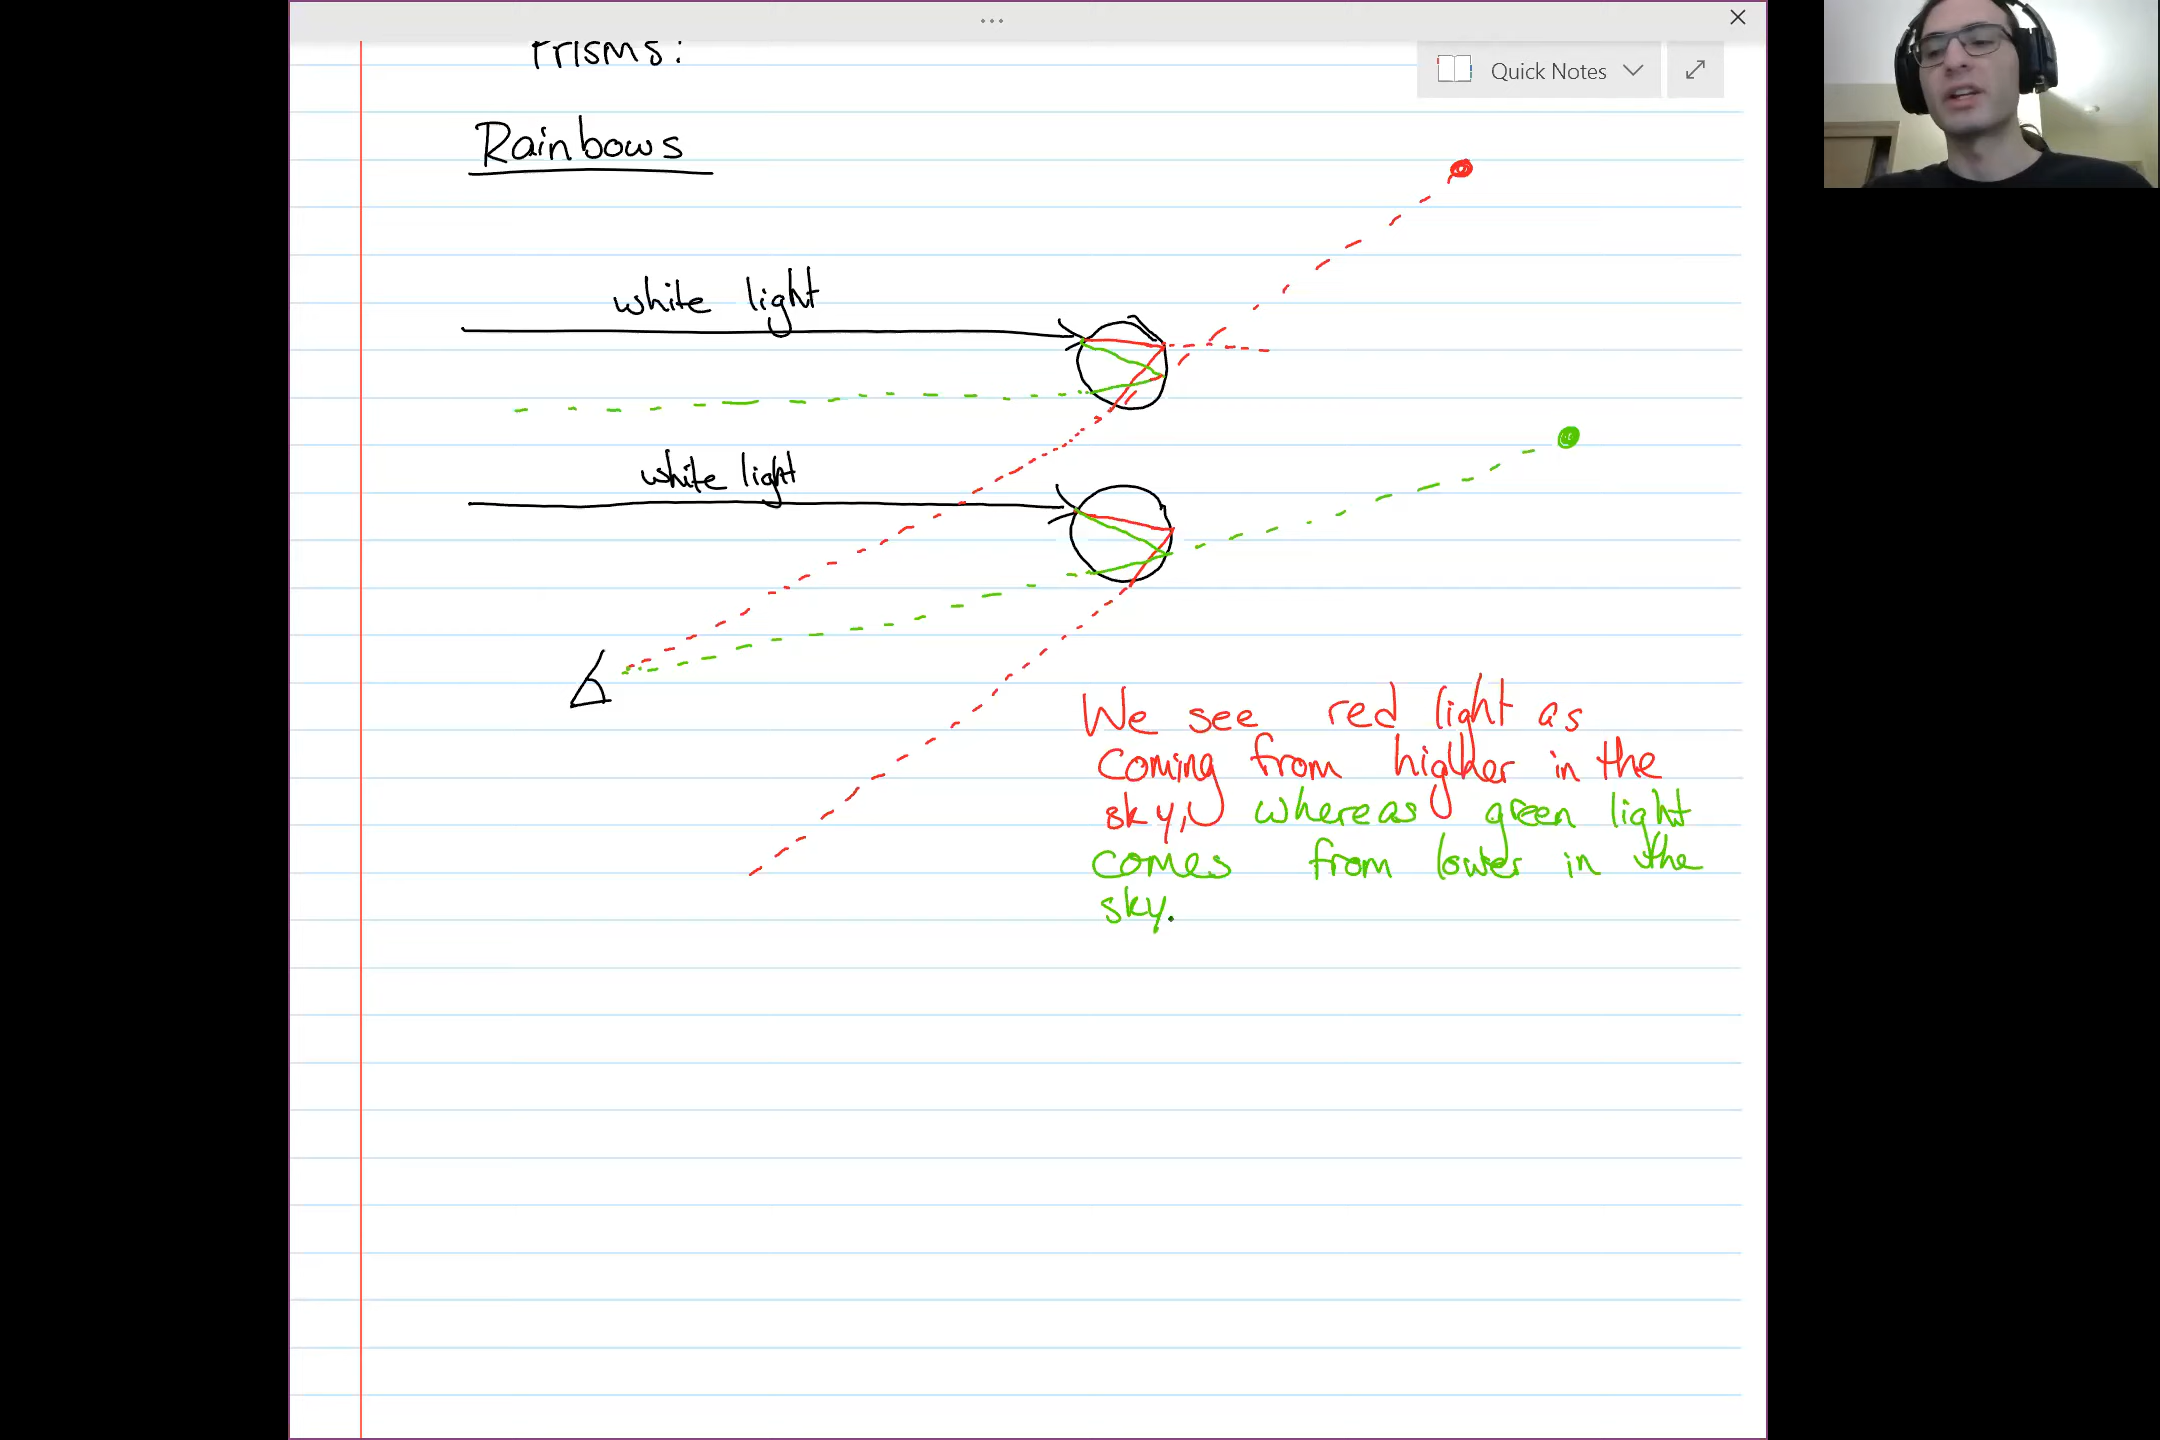 Prisms:
Quick Notes
Rainbows
white light
white light
We see red light as
coming from higher in the
sky, whereas green light
comes from lower in the
sky.